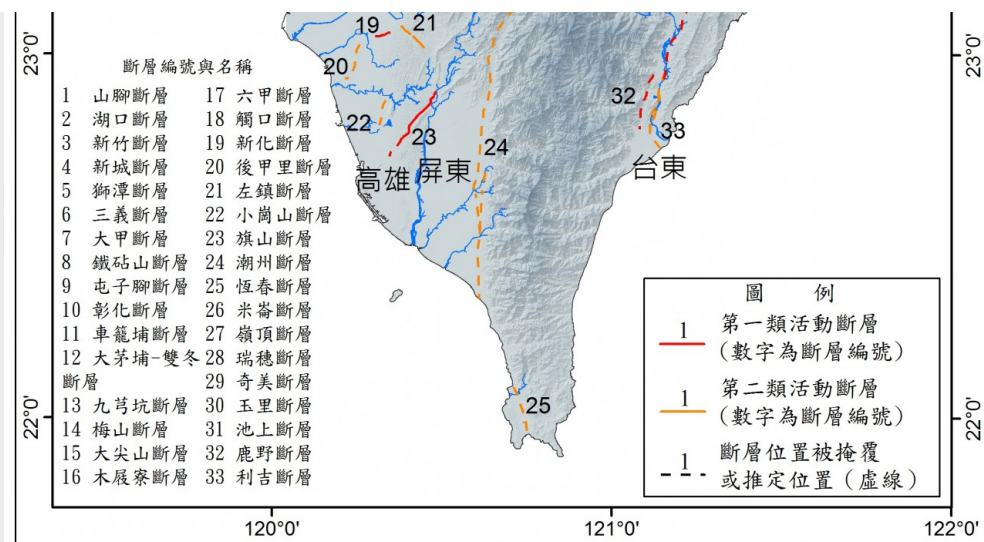 23°0'
22°0'
斷層編號與名稱
1 山腳斷層
2 湖口斷層
3 新竹斷層
4 新城斷層
5 獅潭斷層
6 三義斷層
7 大甲斷層
8 鐵砧山斷層
9 屯子腳斷層
10 彰化斷層
11 車籠埔斷層
12 大茅埔-雙冬
斷層
13 九芎坑斷層
14 梅山斷層
15 大尖山斷層
16 木屐寮斷層
17 六甲斷層
18 觸口斷層
19 新化斷層
20 後甲里斷層
21 左鎮斷層
22 小崗山斷層
23 旗山斷層
24 潮州斷層
25 恆春斷層
26 米崙斷層
27 嶺頂斷層
28 瑞穗斷層
29 奇美斷層
30 玉里斷層
31 池上斷層
32 鹿野斷層
33 利吉斷層
19
21
20
22
23
24
32
33
高雄
屏東
台東
25
圖 例
1
第一類活動斷層
(數字為斷層編號)
1
第二類活動斷層
(數字為斷層編號)
1
斷層位置被掩覆
或推定位置(虛線)
23°0'
22°0'
120°0'
121°0'
122°0'